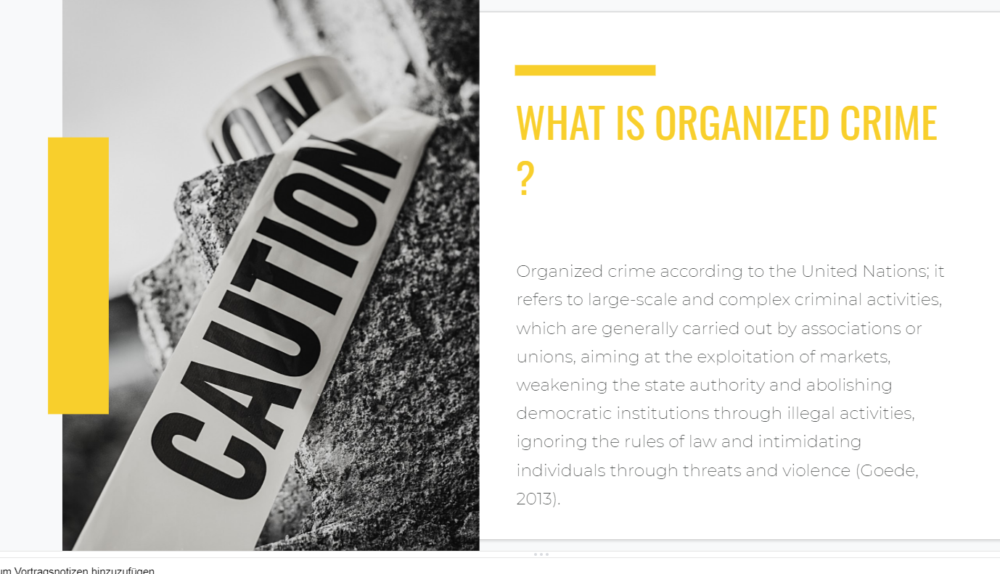 ON
CAUTION
WHAT IS ORGANIZED CRIME
?
Organized crime according to the United Nations; it
refers to large-scale and complex criminal activities,
which are generally carried out by associations or
unions, aiming at the exploitation of markets,
weakening the state authority and abolishing
democratic institutions through illegal activities,
ignoring the rules of law and intimidating
individuals through threats and violence (Goede,
2013).
um Vortragsnotizen hinzuzufügen